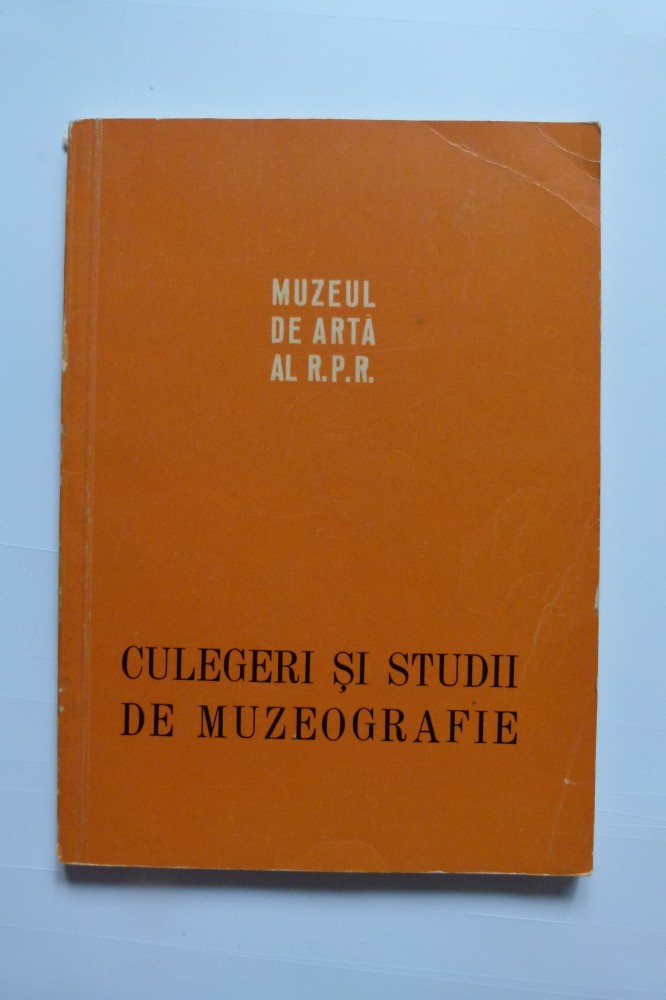 MUZEUL
DE ARTĂ
AL R.P.R.
CULEGERI ȘI STUDII
DE MUZEOGRAFIE